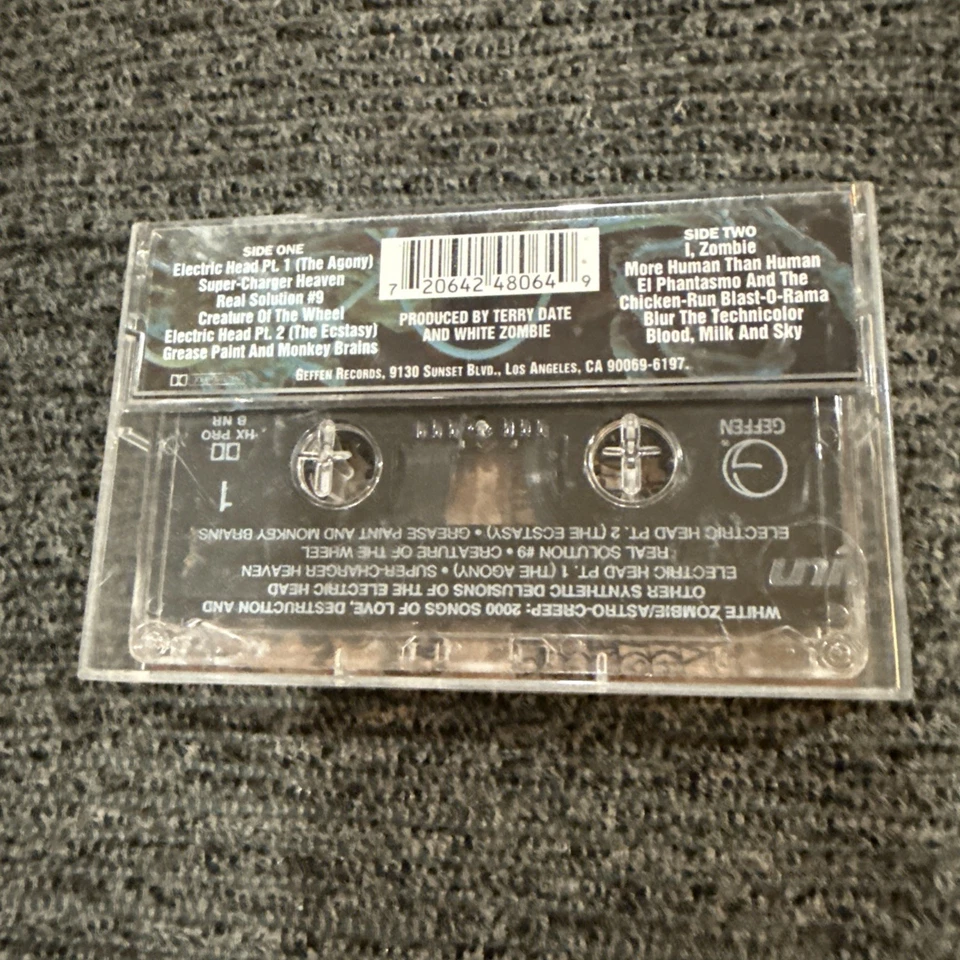 SIDE ONE
Electric Head Pt. 1 (The Agony)
Super-Charger Heaven
Real Solution #9
Creature Of The Wheel
Electric Head Pt. 2 (The Ecstasy)
Grease Paint And Monkey Brains
7 20642 48064 9
PRODUCED BY TERRY DATE
AND WHITE ZOMBIE
SIDE TWO
I, Zombie
More Human Than Human
El Phantasmo And The
Chicken-Run Blast-O-Rama
Blur The Technicolor
Blood, Milk And Sky
GEFFEN RECORDS, 9130 SUNSET BLVD., LOS ANGELES, CA 90069-6197.
WHITE ZOMBIE/ASTRO-CREEP: 2000 SONGS OF LOVE, DESTRUCTION AND
OTHER SYNTHETIC DELUSIONS OF THE ELECTRIC HEAD
ELECTRIC HEAD PT. 1 (THE AGONY) • SUPER-CHARGER HEAVEN
REAL SOLUTION #9 • CREATURE OF THE WHEEL
ELECTRIC HEAD PT. 2 (THE ECSTASY) • GREASE PAINT AND MONKEY BRAINS
GEFFEN
1
B NR
HX PRO